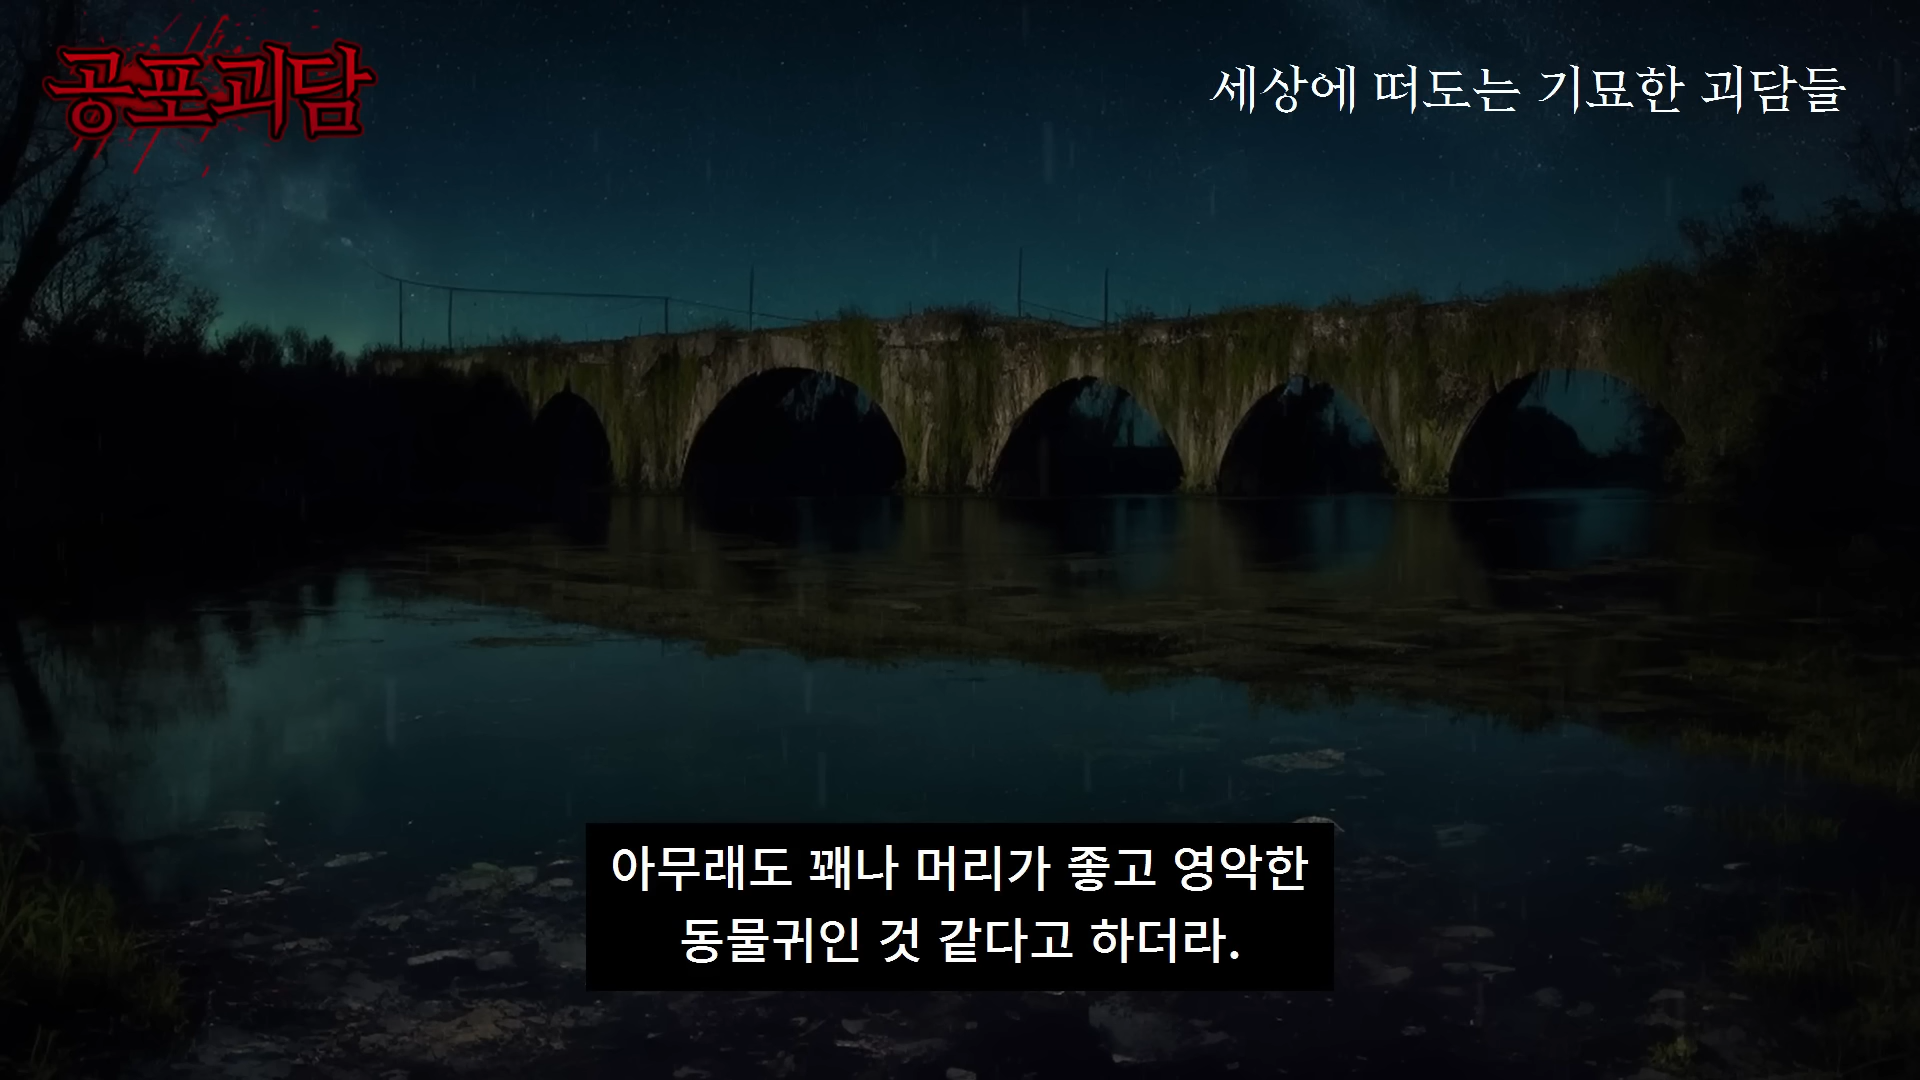 공포괴담
세상에 떠도는 기묘한 괴담들
아무래도 꽤나 머리가 좋고 영악한
동물귀인 것 같다고 하더라.